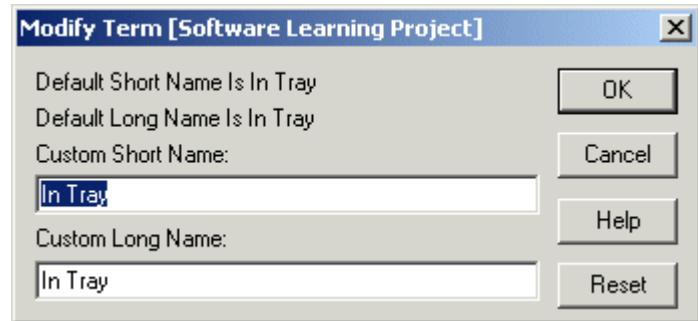 Modify Term [Software Learning Project]
Default Short Name Is In Tray
Default Long Name Is In Tray
Custom Short Name:
In Tray
Custom Long Name:
In Tray
OK
Cancel
Help
Reset